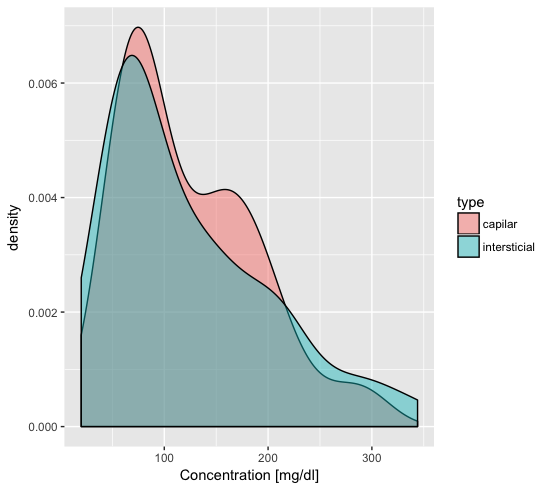 density
0.006
0.004
0.002
0.000
100 200 300
Concentration [mg/dl]
type
capilar
intersticial